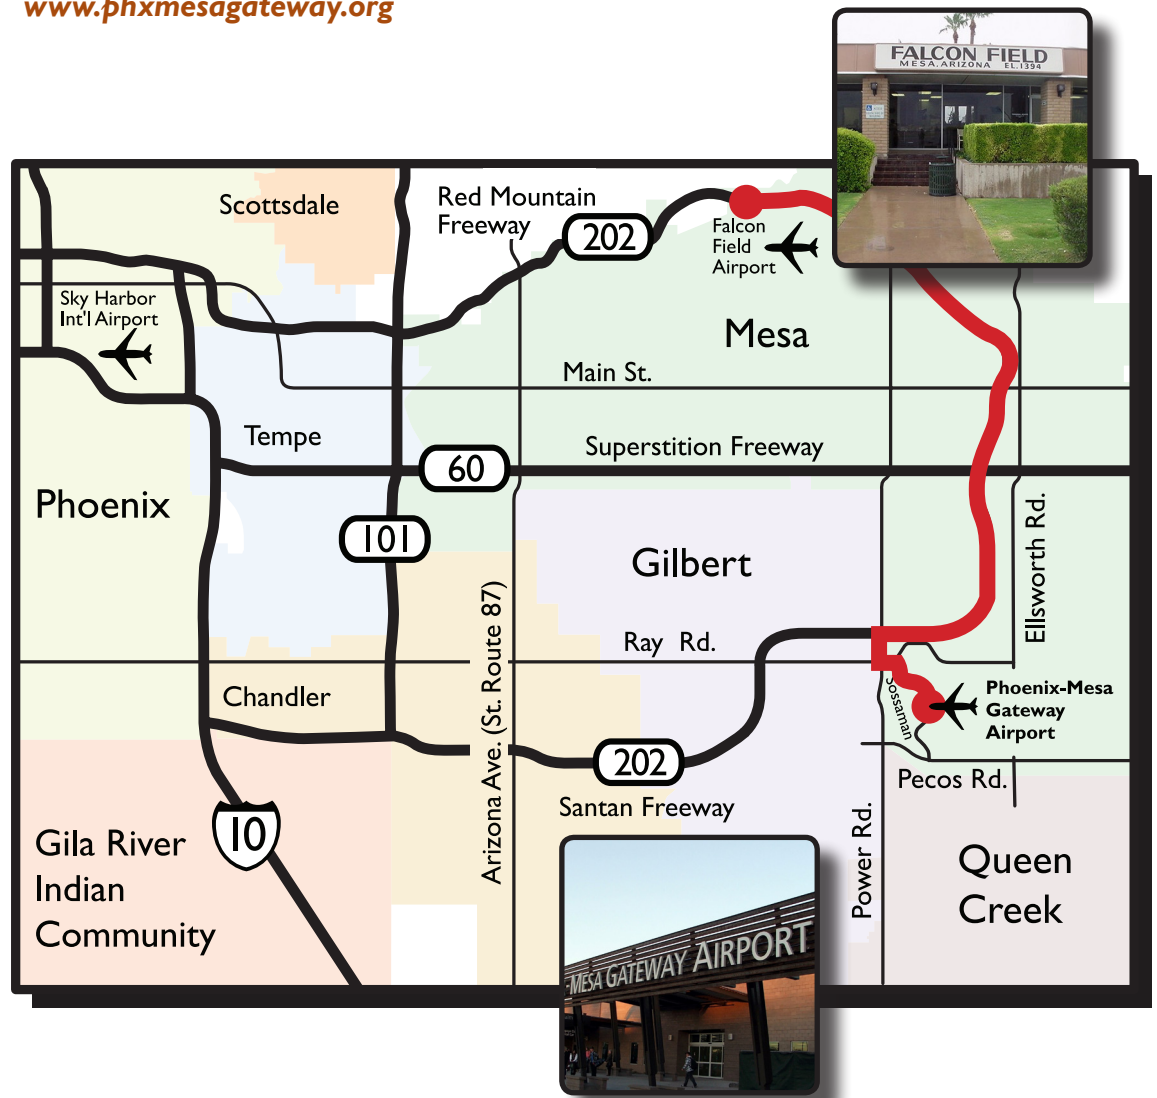 www.phxmesagateway.org
FALCON FIELD
MESA, ARIZONA EL. 1394
Scottsdale
Red Mountain
Freeway
202
Falcon
Field
Airport
Sky Harbor
Int'l Airport
Mesa
Main St.
Tempe
Superstition Freeway
60
Phoenix
101
Gilbert
Ellsworth Rd.
Arizona Ave. (St. Route 87)
Ray Rd.
Chandler
Sossaman
Phoenix-Mesa
Gateway
Airport
202
Pecos Rd.
Santan Freeway
10
Gila River
Indian
Community
Power Rd.
Queen
Creek
-MESA GATEWAY AIRPORT